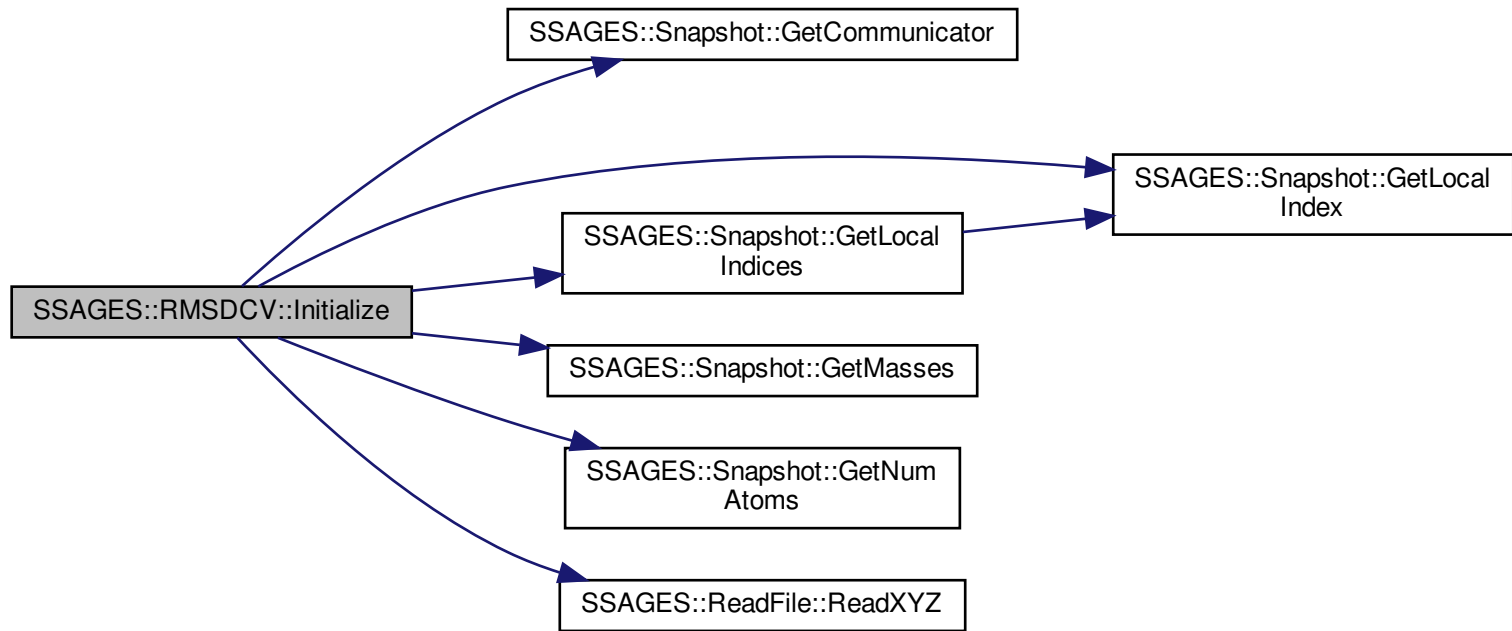 SSAGES::Snapshot::GetCommunicator
SSAGES::Snapshot::GetLocal
Index
SSAGES::Snapshot::GetLocal
Indices
SSAGES::RMSDCV::Initialize
SSAGES::Snapshot::GetMasses
SSAGES::Snapshot::GetNum
Atoms
SSAGES::ReadFile::ReadXYZ